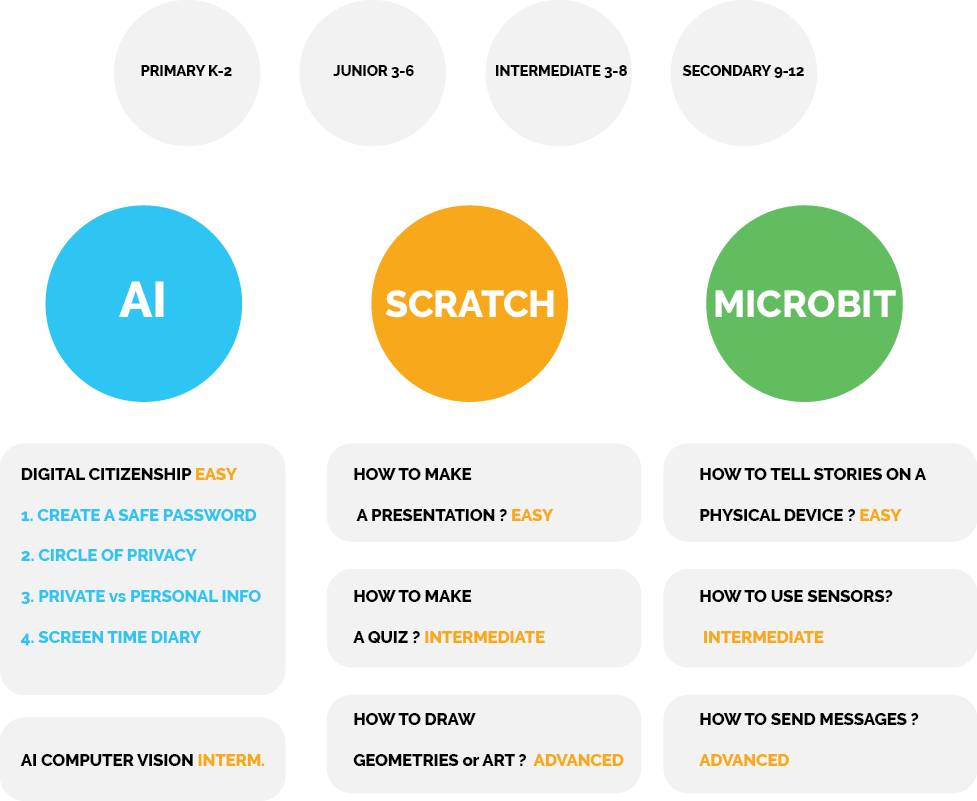 PRIMARY K-2
JUNIOR 3-6
INTERMEDIATE 3-8
SECONDARY 9-12
AI
SCRATCH
MICROBIT
DIGITAL CITIZENSHIP EASY
1. CREATE A SAFE PASSWORD
2. CIRCLE OF PRIVACY
3. PRIVATE vs PERSONAL INFO
4. SCREEN TIME DIARY
AI COMPUTER VISION INTERM.
HOW TO MAKE
A PRESENTATION ? EASY
HOW TO MAKE
A QUIZ ? INTERMEDIATE
HOW TO DRAW
GEOMETRIES or ART ? ADVANCED
HOW TO TELL STORIES ON A
PHYSICAL DEVICE ? EASY
HOW TO USE SENSORS?
INTERMEDIATE
HOW TO SEND MESSAGES ?
ADVANCED